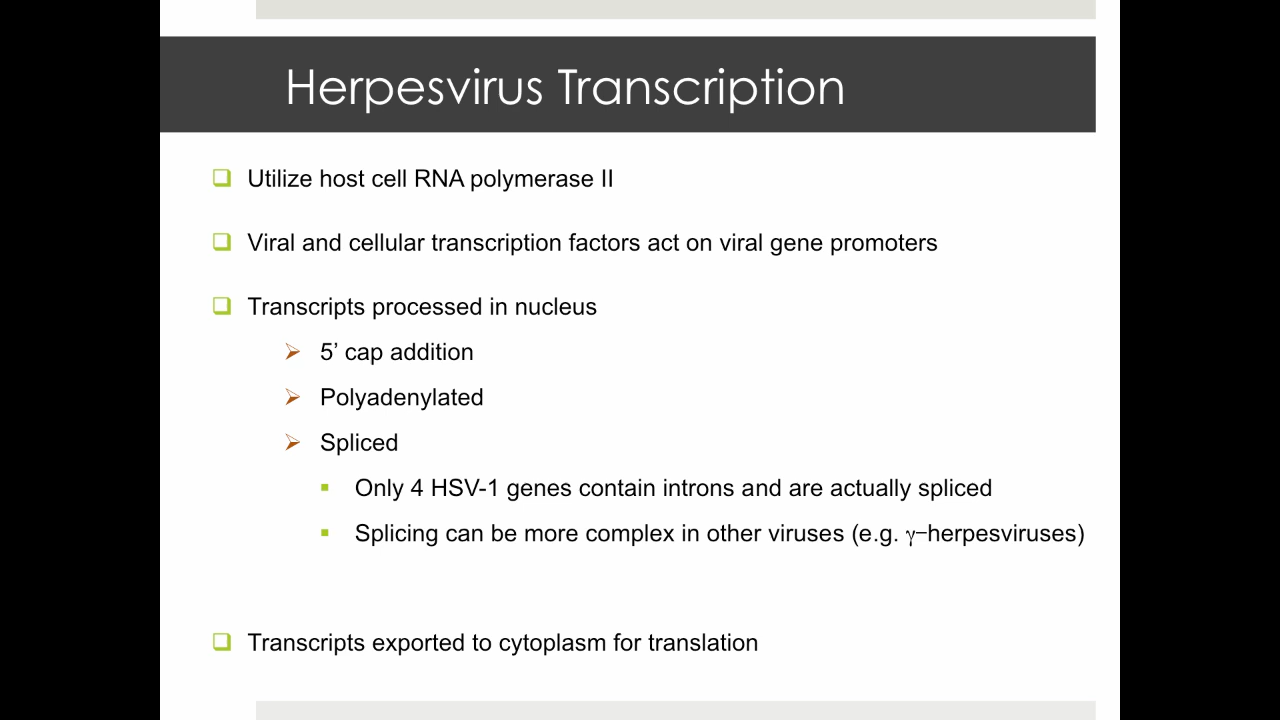 Herpesvirus Transcription
Utilize host cell RNA polymerase II
Viral and cellular transcription factors act on viral gene promoters
Transcripts processed in nucleus
5’ cap addition
Polyadenylated
Spliced
Only 4 HSV-1 genes contain introns and are actually spliced
Splicing can be more complex in other viruses (e.g. γ–herpesviruses)
Transcripts exported to cytoplasm for translation